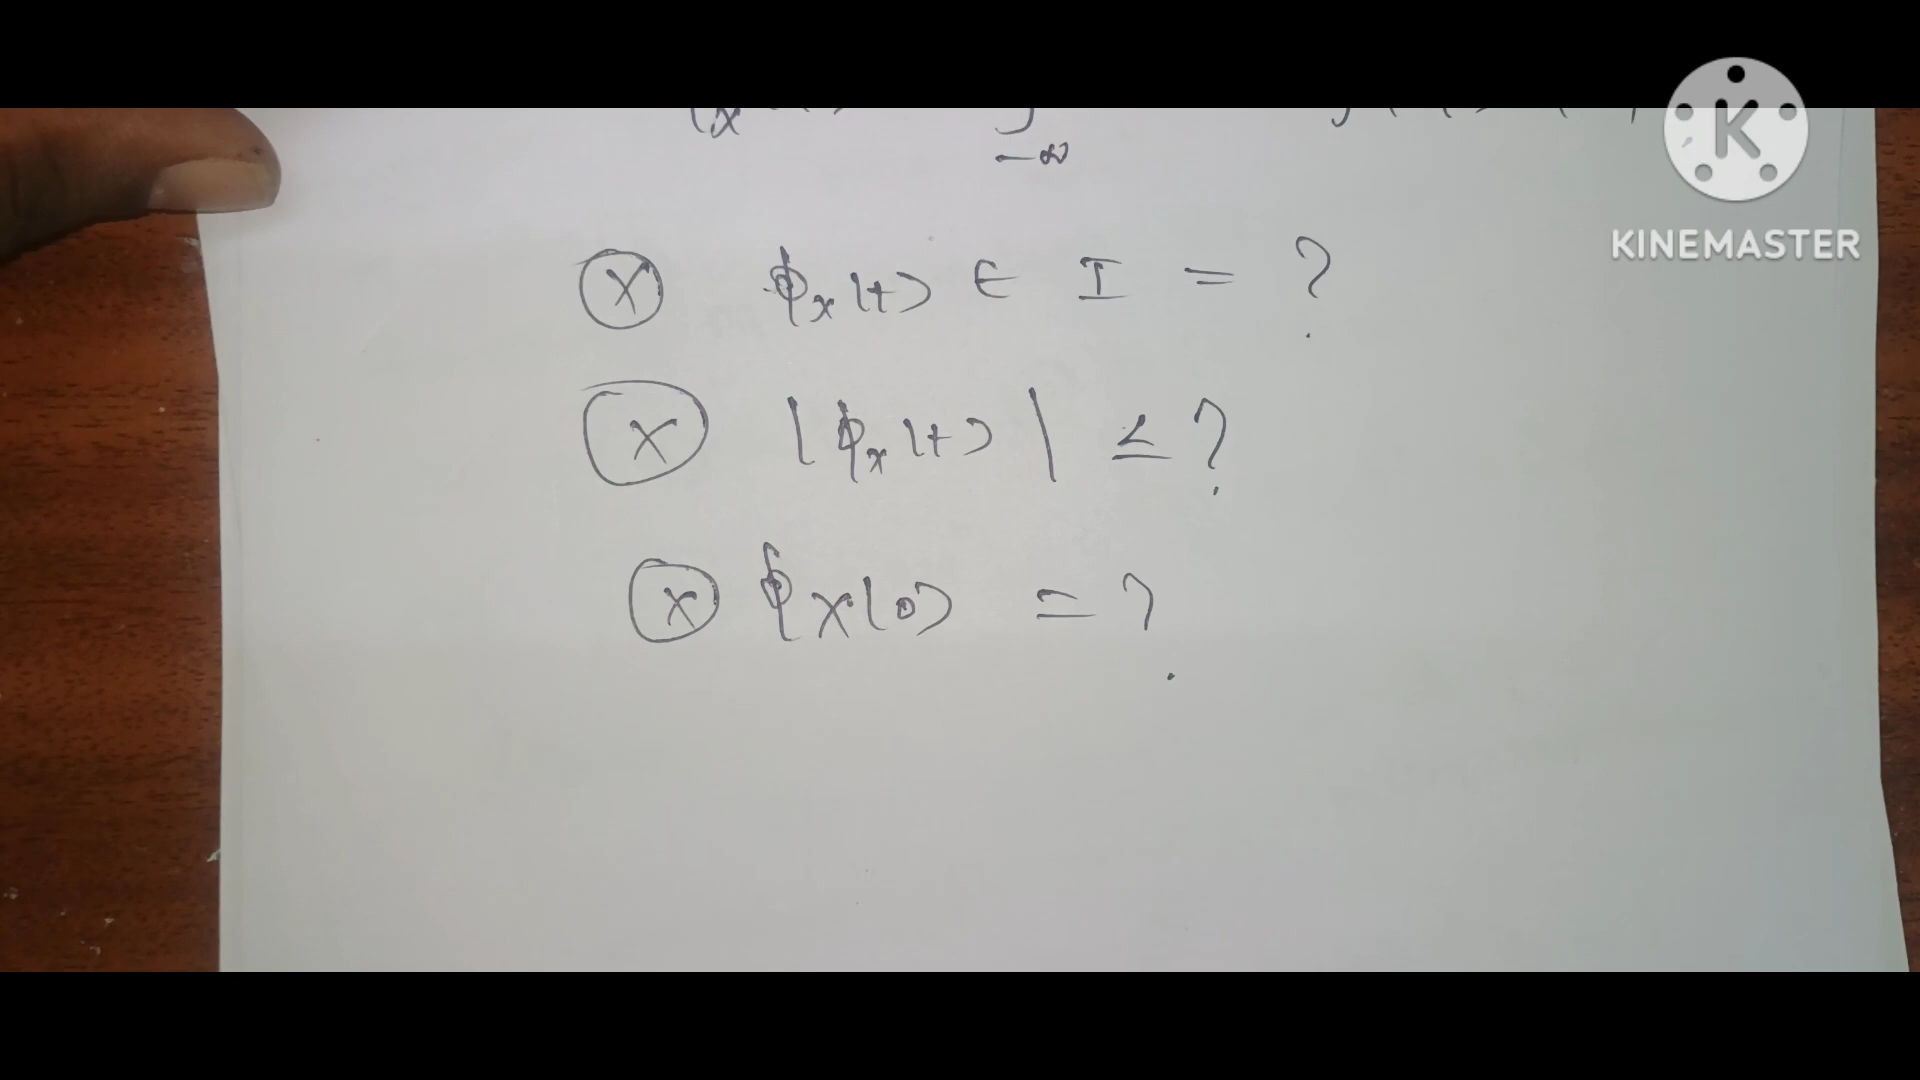 -∞
KINEMASTER
ⓧ ϕₓ(t) ∈ I = ?
ⓧ |ϕₓ(t)| ≤ ?
ⓧ ϕₓ(0) = ?